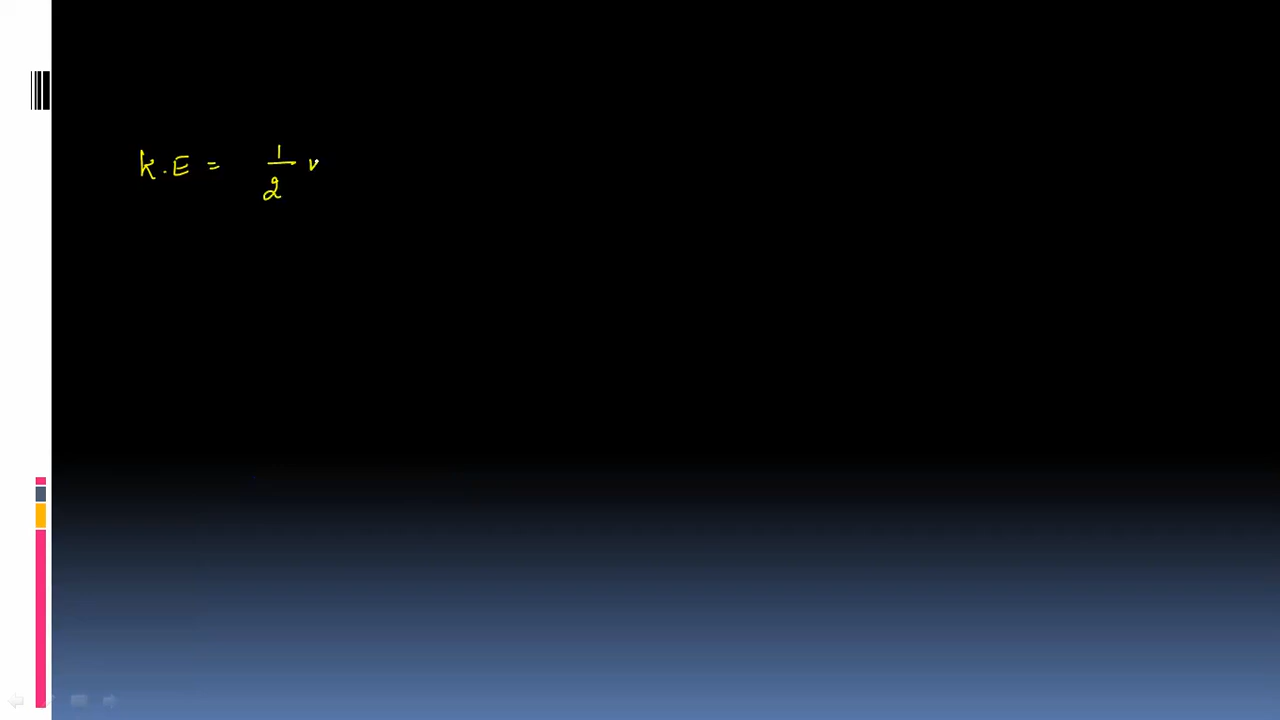 K.E = 1/2 v